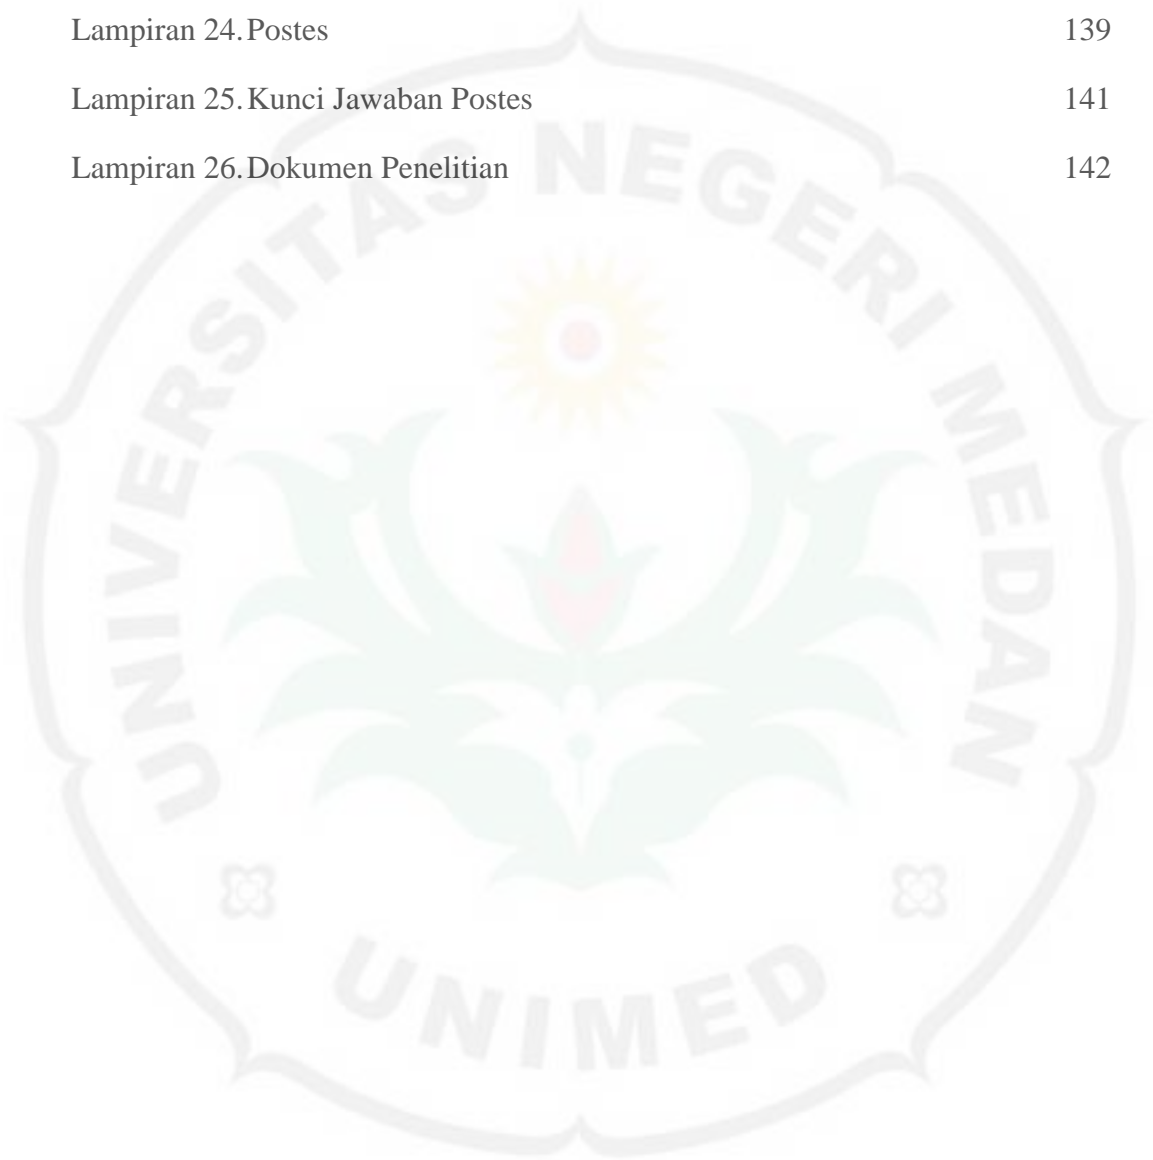 Lampiran 24. Postes 139
Lampiran 25. Kunci Jawaban Postes 141
Lampiran 26. Dokumen Penelitian 142
UNIVERSITAS NEGERI MEDAN
UNIMED